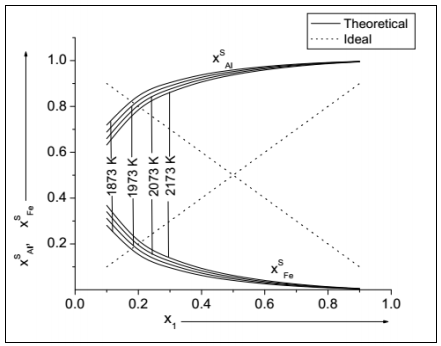 Theoretical
Ideal
x^S_Al
1.0
0.8
0.6
0.4
0.2
x^S_Al, x^S_Fe
1873 K
1973 K
2073 K
2173 K
x^S_Fe
0.0 0.2 0.4 0.6 0.8 1.0
x_1